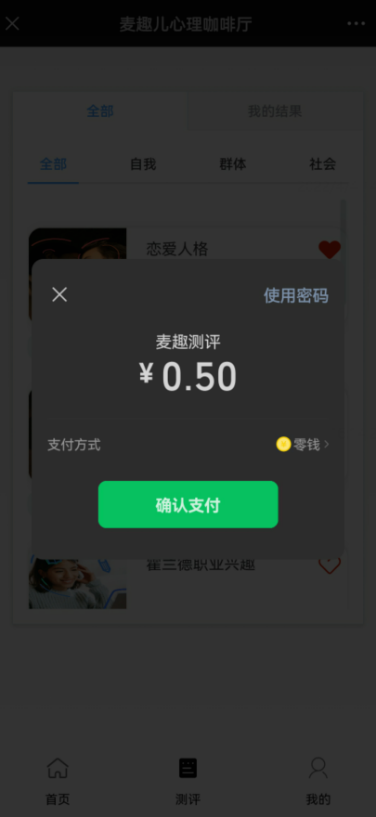 麦趣儿心理咖啡厅
全部
我的结果
全部
自我
群体
社会
恋爱人格
使用密码
麦趣测评
¥0.50
支付方式
零钱
确认支付
霍兰德职业兴趣
首页
测评
我的